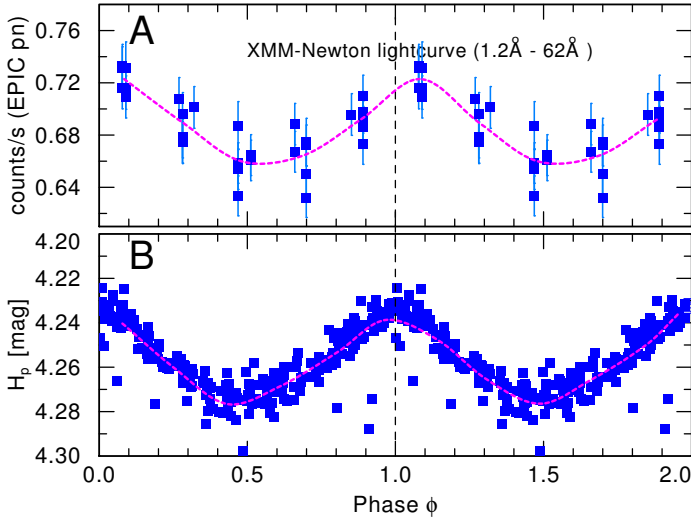 A
XMM-Newton lightcurve (1.2Å - 62Å )
counts/s (EPIC pn)
0.76
0.72
0.68
0.64
B
H_p [mag]
4.20
4.22
4.24
4.26
4.28
4.30
0.0 0.5 1.0 1.5 2.0
Phase ϕ